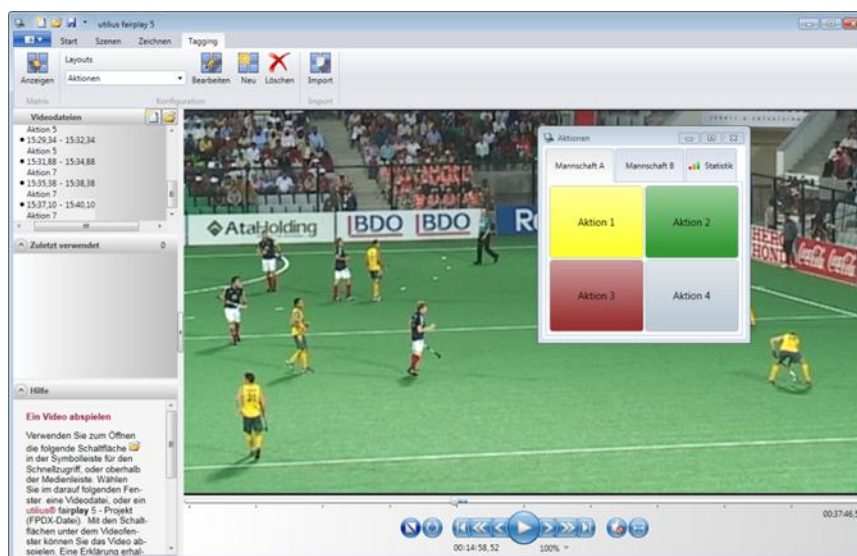 utilius fairplay 5
Start Szenen Zeichnen Tagging
Layouts
Anzeigen Aktionen Bearbeiten Neu Löschen Import
Matrix Konfiguration Import
Videodateien
Aktion 5
15:29,34 - 15:32,34
Aktion 5
15:31,88 - 15:34,88
Aktion 7
15:35,38 - 15:38,38
Aktion 7
15:37,10 - 15:40,10
Aktion 7
Zuletzt verwendet 0
Hilfe
Ein Video abspielen
Verwenden Sie zum Öffnen
die folgende Schaltfläche
in der Symbolleiste für den
Schnellzugriff, oder oberhalb
der Medienleiste. Wählen
Sie im darauf folgenden Fen-
ster eine Videodatei, oder ein
utilius® fairplay 5 - Projekt
(FPDX-Datei). Mit den Schalt-
flächen unter dem Videofen-
ster können Sie das Video ab-
spielen. Eine Erklärung erhal-
AtaHolding BDO BDO
Coca-Cola
21
Aktionen
Mannschaft A Mannschaft B Statistik
Aktion 1 Aktion 2
Aktion 3 Aktion 4
00:14:58,52 100%
00:37:46,5